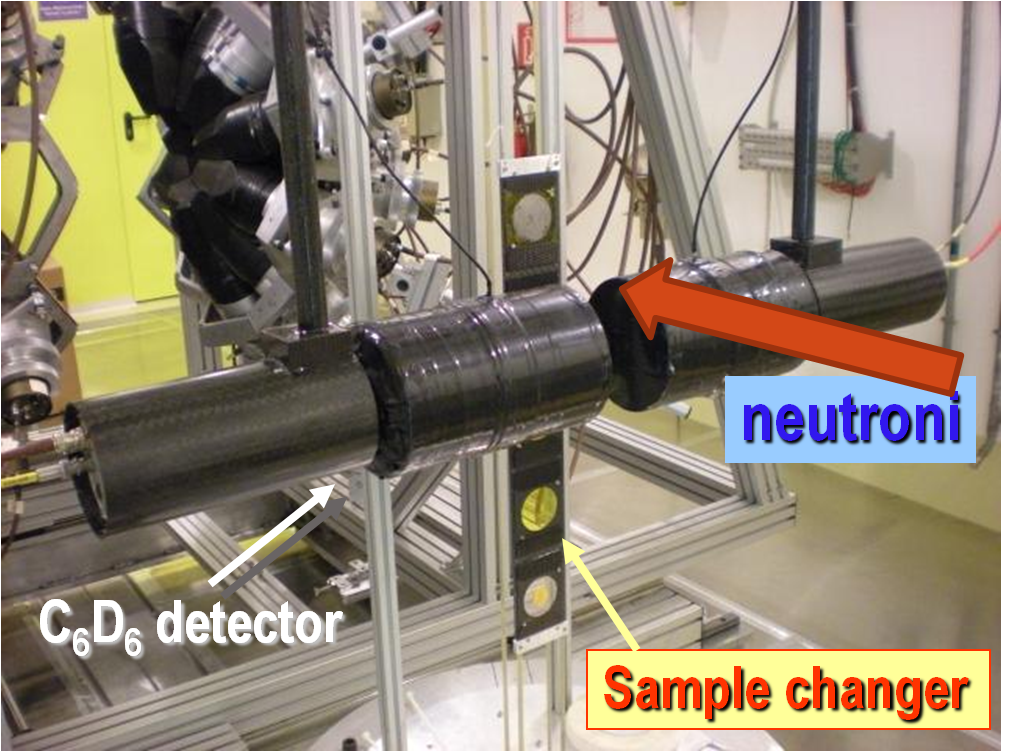 neutroni
C₆D₆ detector
Sample changer